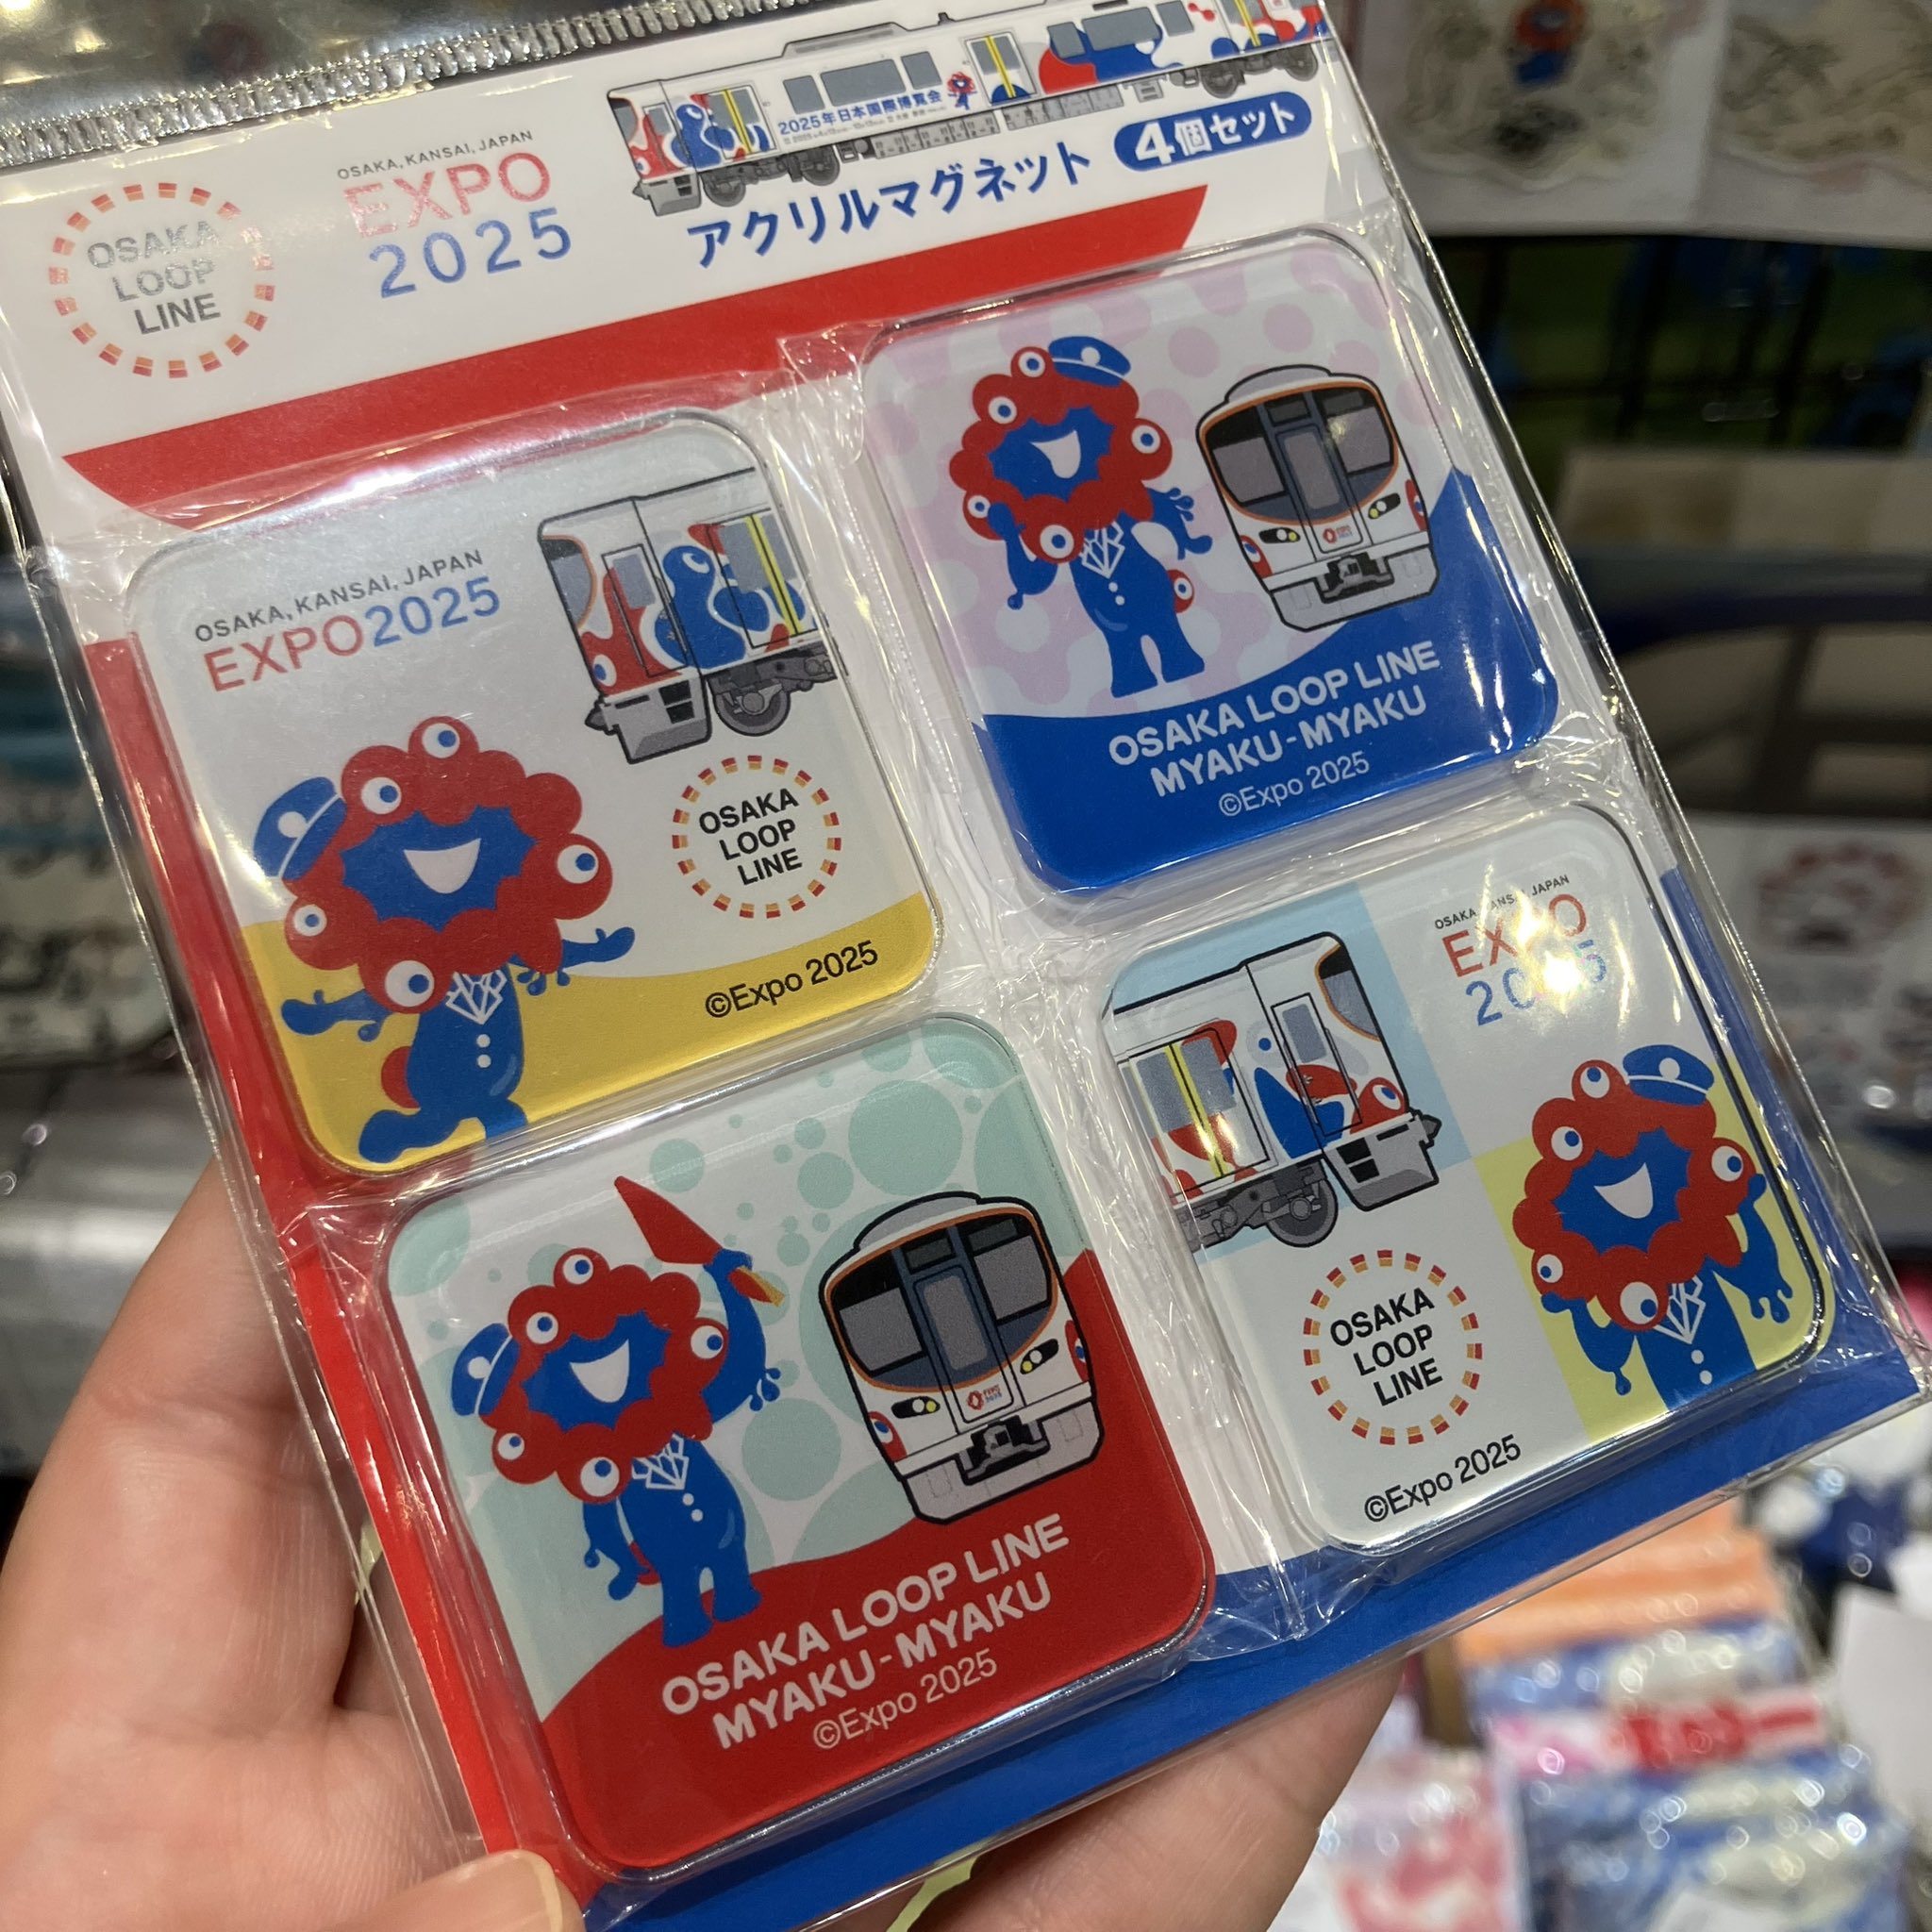 OSAKA
LOOP
LINE
OSAKA, KANSAI, JAPAN
EXPO
2025
2025年日本国際博覧会
アクリルマグネット
4個セット
OSAKA, KANSAI, JAPAN
EXPO2025
OSAKA
LOOP
LINE
©Expo 2025
OSAKA LOOP LINE
MYAKU-MYAKU
©Expo 2025
OSAKA LOOP LINE
MYAKU-MYAKU
©Expo 2025
OSAKA, KANSAI, JAPAN
EXPO
2025
OSAKA
LOOP
LINE
©Expo 2025